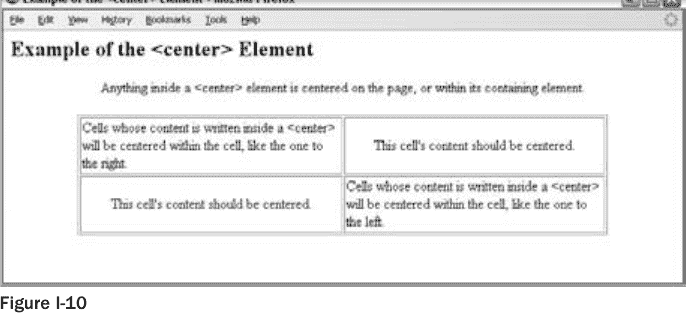 Example of the <center> Element - Mozilla Firefox
File Edit View History Bookmarks Tools Help
Example of the <center> Element
Anything inside a <center> element is centered on the page, or within its containing element.
Cells whose content is written inside a <center>
will be centered within the cell, like the one to
the right.
This cell's content should be centered.
This cell's content should be centered.
Cells whose content is written inside a <center>
will be centered within the cell, like the one to
the left.
Figure I-10